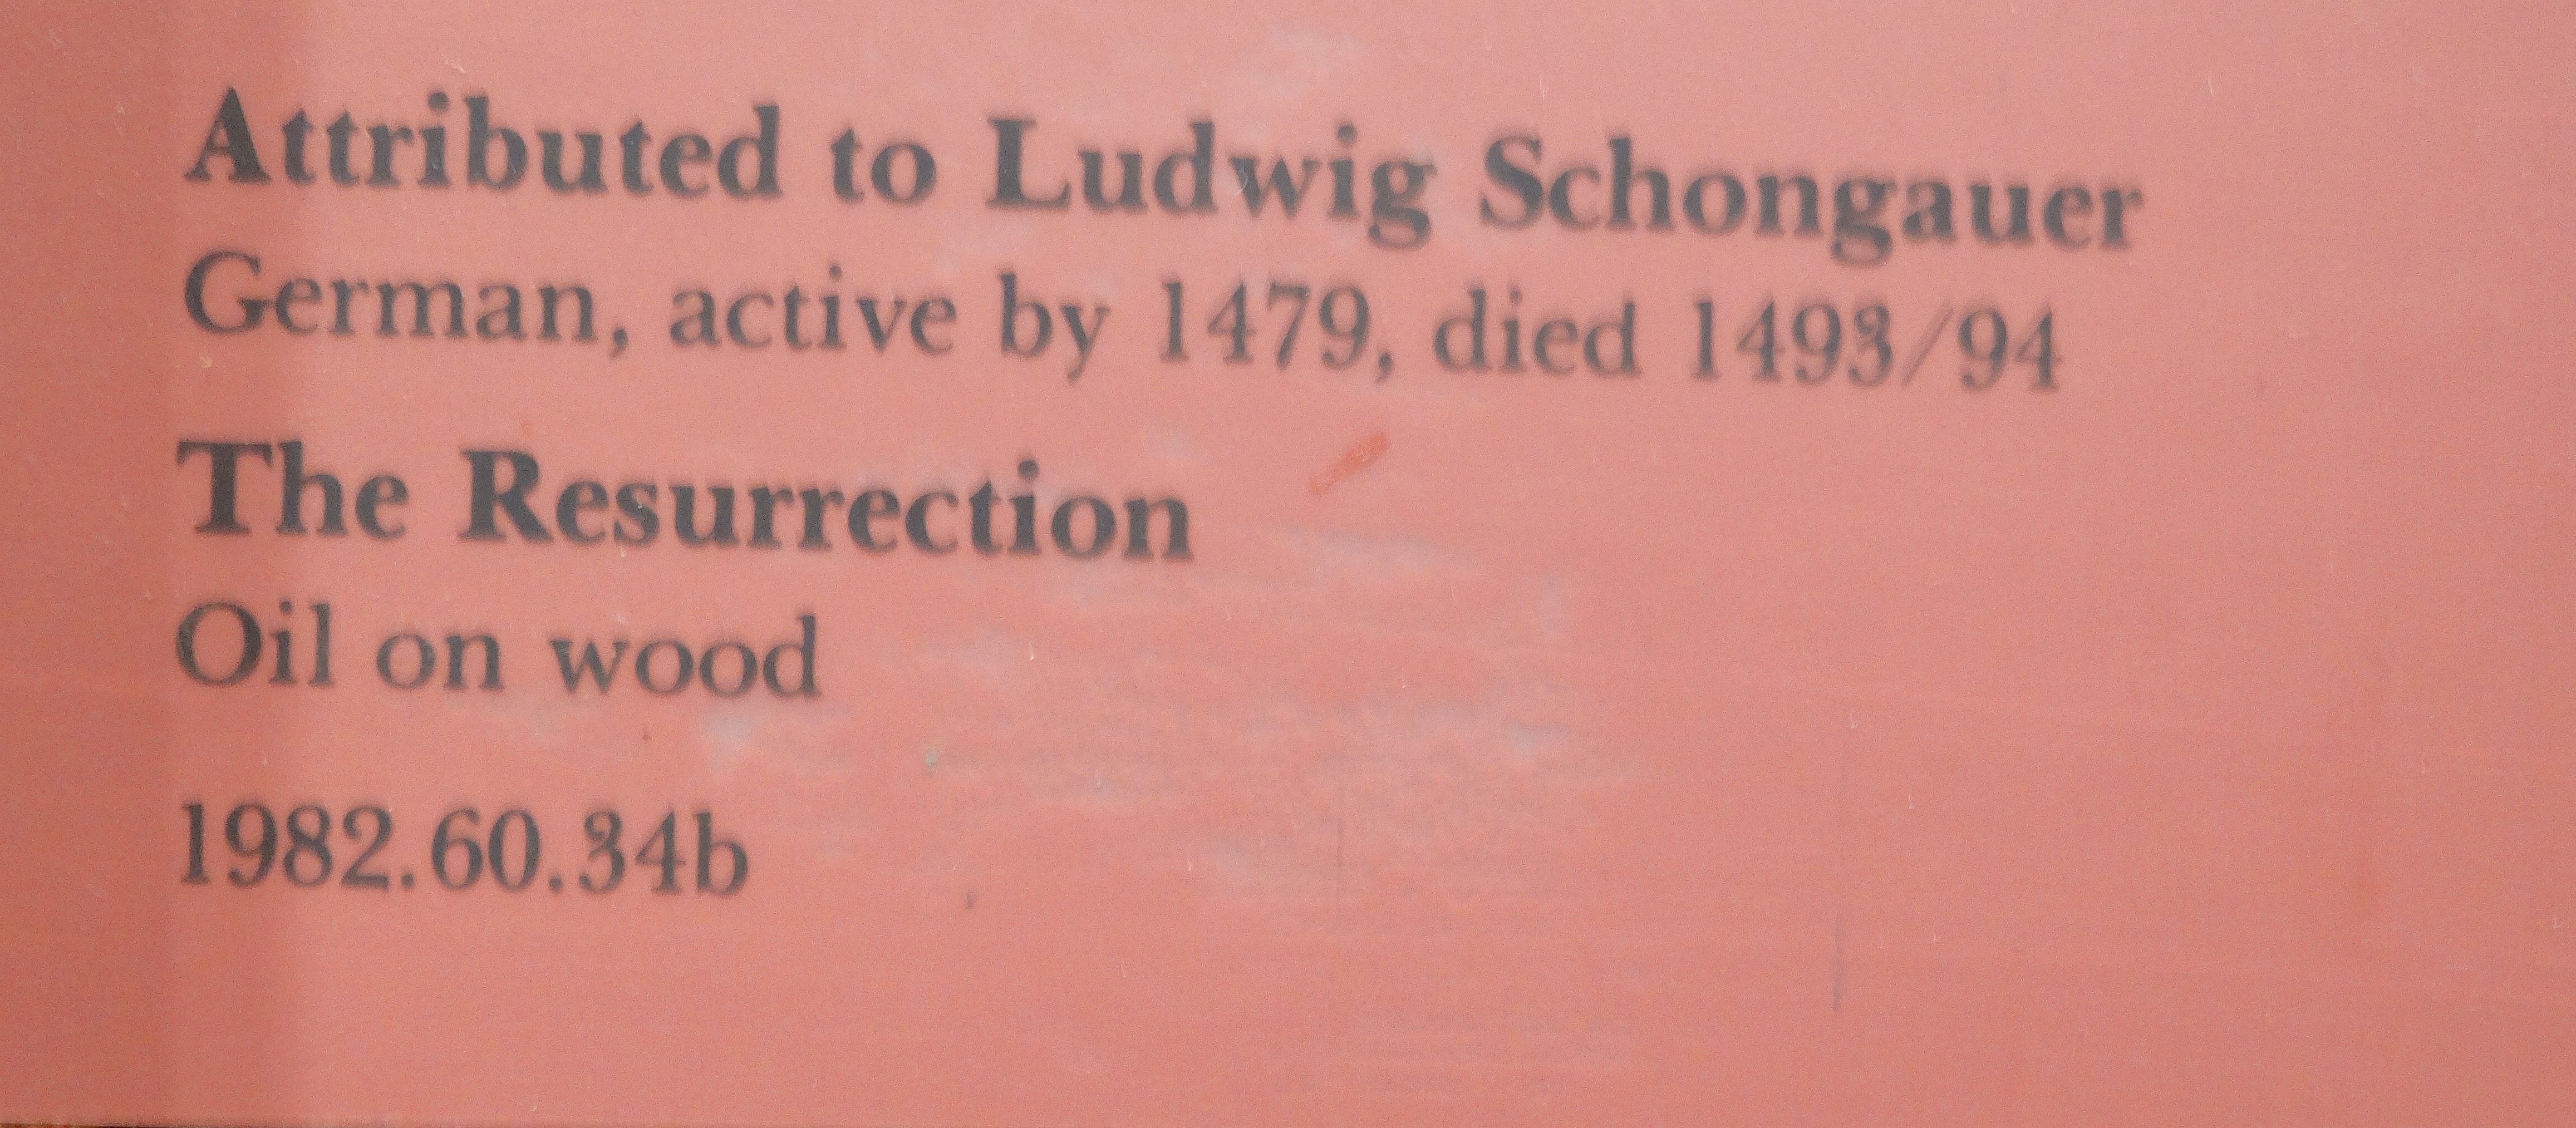 Attributed to Ludwig Schongauer
German, active by 1479, died 1493/94
The Resurrection
Oil on wood
1982.60.34b